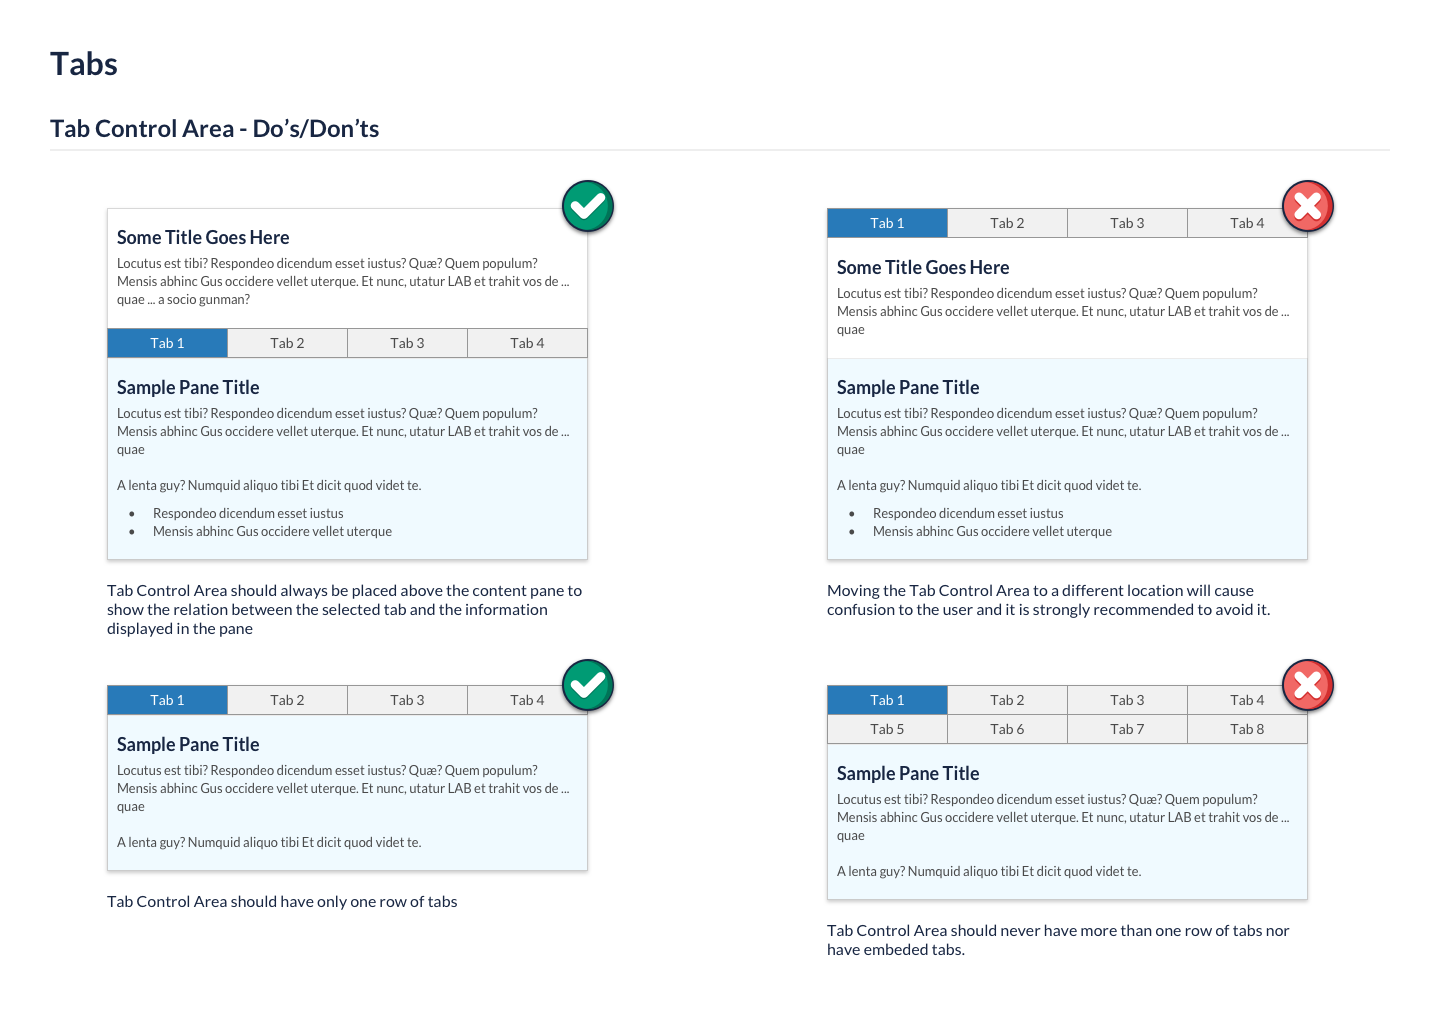 Tabs
Tab Control Area - Do’s/Don’ts
Some Title Goes Here
Locutus est tibi? Respondeo dicendum esset iustus? Quæ? Quem populum?
Mensis abhinc Gus occidere vellet uterque. Et nunc, utatur LAB et trahit vos de ...
quae ... a socio gunman?
Tab 1 Tab 2 Tab 3 Tab 4
Sample Pane Title
Locutus est tibi? Respondeo dicendum esset iustus? Quæ? Quem populum?
Mensis abhinc Gus occidere vellet uterque. Et nunc, utatur LAB et trahit vos de ...
quae
A lenta guy? Numquid aliquo tibi Et dicit quod videt te.
• Respondeo dicendum esset iustus
• Mensis abhinc Gus occidere vellet uterque
Tab Control Area should always be placed above the content pane to
show the relation between the selected tab and the information
displayed in the pane
Tab 1 Tab 2 Tab 3 Tab 4
Some Title Goes Here
Locutus est tibi? Respondeo dicendum esset iustus? Quæ? Quem populum?
Mensis abhinc Gus occidere vellet uterque. Et nunc, utatur LAB et trahit vos de ...
quae
Sample Pane Title
Locutus est tibi? Respondeo dicendum esset iustus? Quæ? Quem populum?
Mensis abhinc Gus occidere vellet uterque. Et nunc, utatur LAB et trahit vos de ...
quae
A lenta guy? Numquid aliquo tibi Et dicit quod videt te.
• Respondeo dicendum esset iustus
• Mensis abhinc Gus occidere vellet uterque
Moving the Tab Control Area to a different location will cause
confusion to the user and it is strongly recommended to avoid it.
Tab 1 Tab 2 Tab 3 Tab 4
Sample Pane Title
Locutus est tibi? Respondeo dicendum esset iustus? Quæ? Quem populum?
Mensis abhinc Gus occidere vellet uterque. Et nunc, utatur LAB et trahit vos de ...
quae
A lenta guy? Numquid aliquo tibi Et dicit quod videt te.
Tab Control Area should have only one row of tabs
Tab 1 Tab 2 Tab 3 Tab 4
Tab 5 Tab 6 Tab 7 Tab 8
Sample Pane Title
Locutus est tibi? Respondeo dicendum esset iustus? Quæ? Quem populum?
Mensis abhinc Gus occidere vellet uterque. Et nunc, utatur LAB et trahit vos de ...
quae
A lenta guy? Numquid aliquo tibi Et dicit quod videt te.
Tab Control Area should never have more than one row of tabs nor
have embeded tabs.